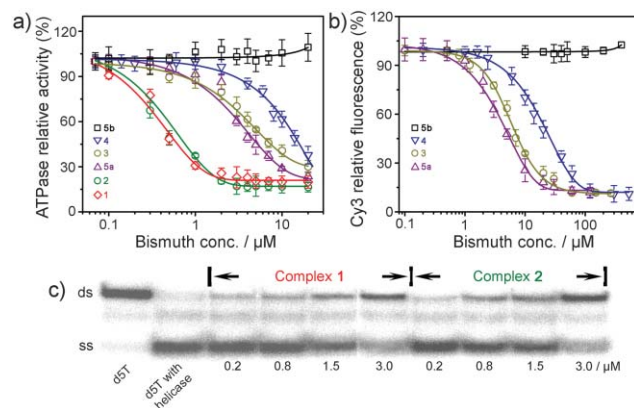 a)
ATPase relative activity (%)
120
90
60
30
0
5b
4
3
5a
2
1
0.1
1
10
Bismuth conc. / µM
b)
Cy3 relative fluorescence (%)
120
90
60
30
0
5b
4
3
5a
0.1
1
10
100
Bismuth conc. / µM
c)
Complex 1
Complex 2
ds
ss
d5T
d5T with
helicase
0.2 0.8 1.5 3.0 0.2 0.8 1.5 3.0 / µM